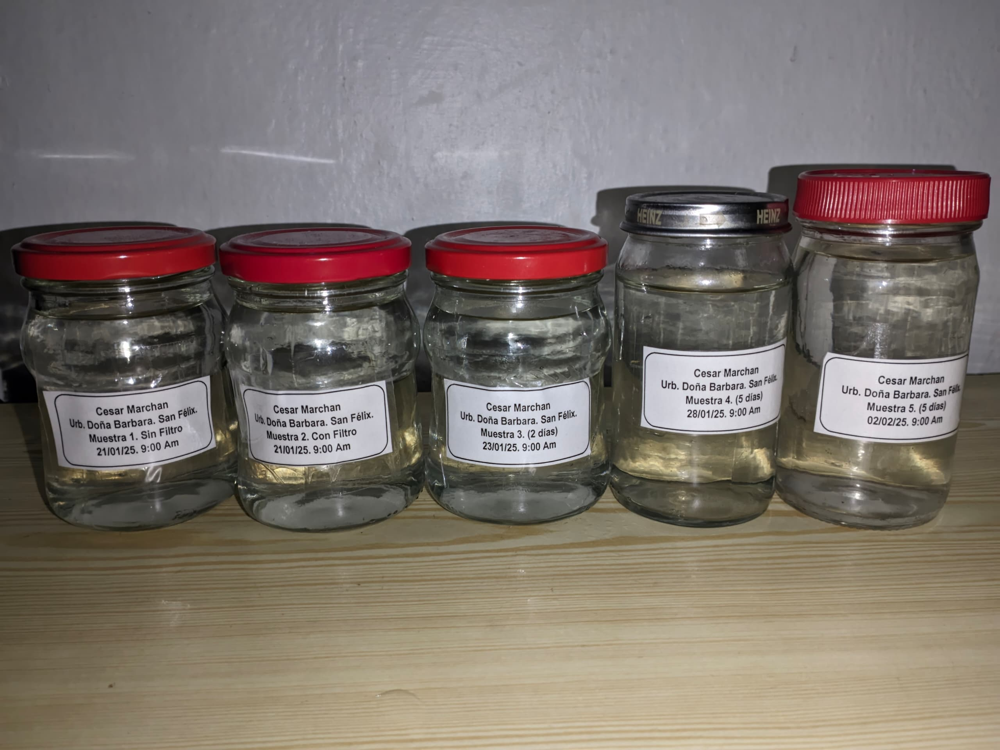 Cesar Marchan
Urb. Doña Barbara. San Félix.
Muestra 1. Sin Filtro
21/01/25. 9:00 Am
Cesar Marchan
Urb. Doña Barbara. San Félix.
Muestra 2. Con Filtro
21/01/25. 9:00 Am
Cesar Marchan
Urb. Doña Barbara. San Félix.
Muestra 3. (2 días)
23/01/25. 9:00 Am
HEINZ HEINZ
Cesar Marchan
Urb. Doña Barbara. San Félix.
Muestra 4. (5 días)
28/01/25. 9:00 Am
Cesar Marchan
Urb. Doña Barbara. San Félix.
Muestra 5. (5 días)
02/02/25. 9:00 Am